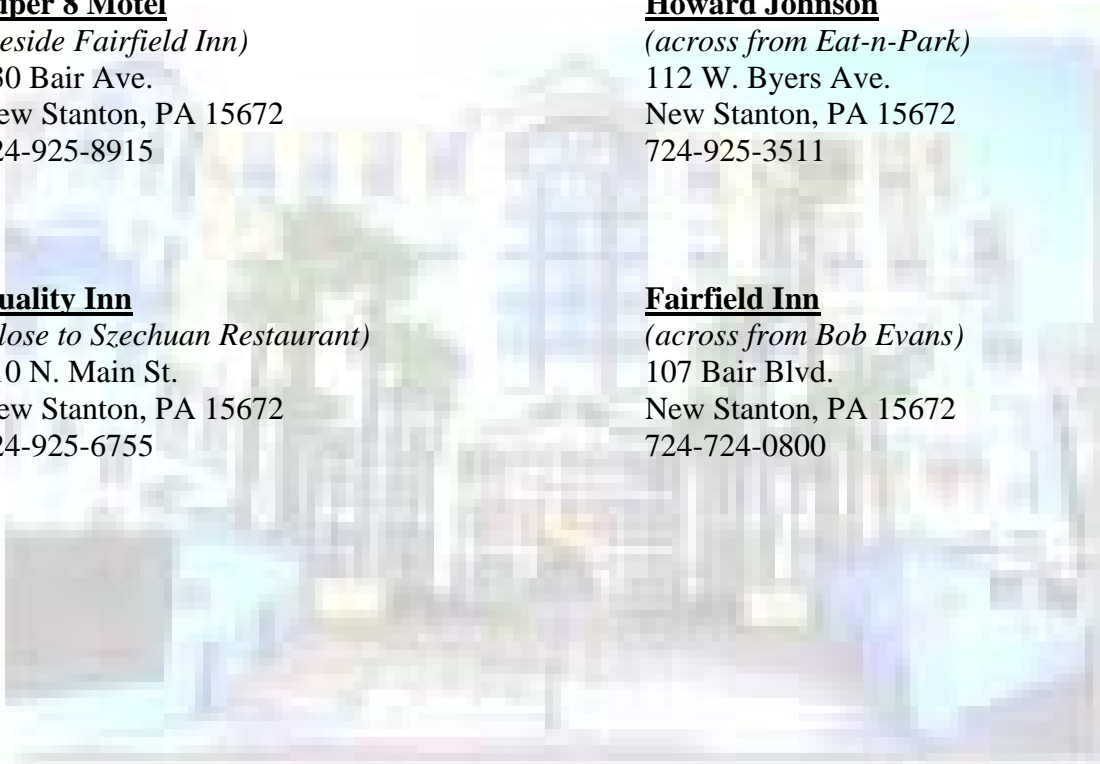 uper 8 Motel
eside Fairfield Inn)
Bair Ave.
ew Stanton, PA 15672
24-925-8915
Howard Johnson
(across from Eat-n-Park)
112 W. Byers Ave.
New Stanton, PA 15672
724-925-3511
uality Inn
lose to Szechuan Restaurant)
10 N. Main St.
ew Stanton, PA 15672
24-925-6755
Fairfield Inn
(across from Bob Evans)
107 Bair Blvd.
New Stanton, PA 15672
724-724-0800